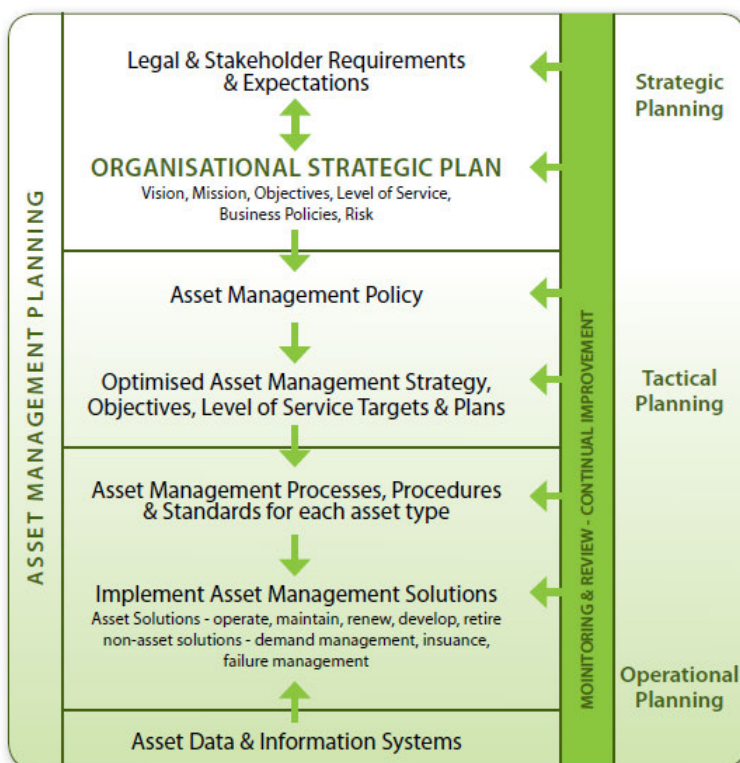 ASSET MANAGEMENT PLANNING
Legal & Stakeholder Requirements
& Expectations
ORGANISATIONAL STRATEGIC PLAN
Vision, Mission, Objectives, Level of Service,
Business Policies, Risk
Asset Management Policy
Optimised Asset Management Strategy,
Objectives, Level of Service Targets & Plans
Asset Management Processes, Procedures
& Standards for each asset type
Implement Asset Management Solutions
Asset Solutions - operate, maintain, renew, develop, retire
non-asset solutions - demand management, insuance,
failure management
Asset Data & Information Systems
MOINITORING & REVIEW - CONTINUAL IMPROVEMENT
Strategic
Planning
Tactical
Planning
Operational
Planning